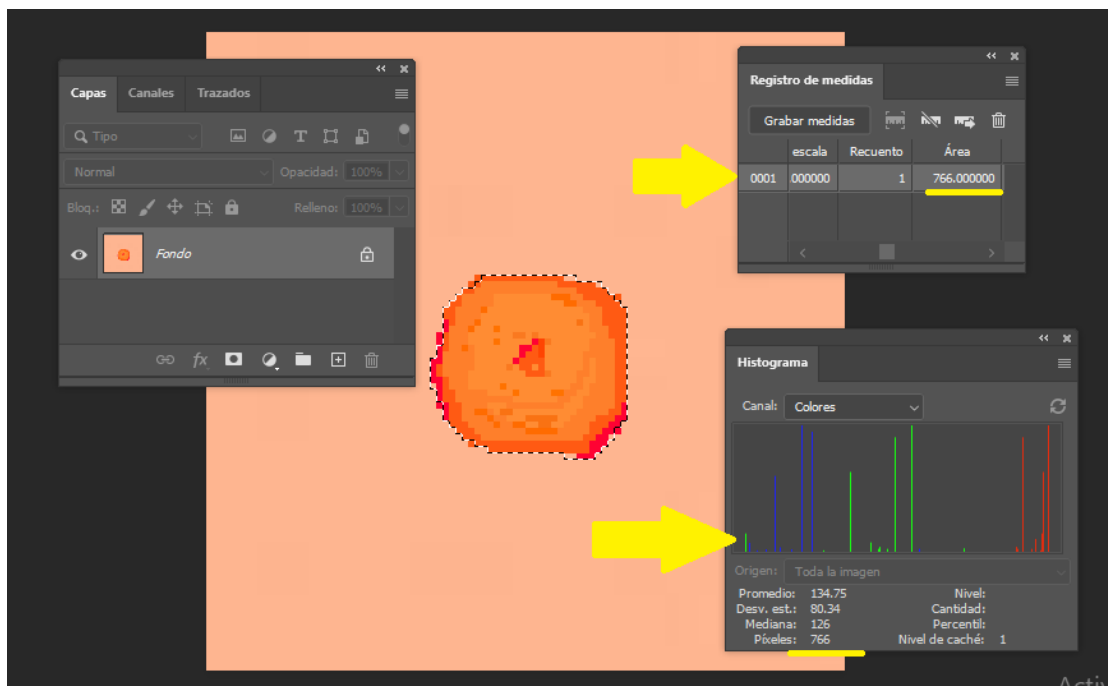 Capas Canales Trazados
Tipo
Normal Opacidad: 100%
Bloq.: Relleno: 100%
Fondo
fx
Registro de medidas
Grabar medidas
escala Recuento Área
0001 000000 1 766.000000
Histograma
Canal: Colores
Origen: Toda la imagen
Promedio: 134.75 Nivel:
Desv. est.: 80.34 Cantidad:
Mediana: 126 Percentil:
Píxeles: 766 Nivel de caché: 1